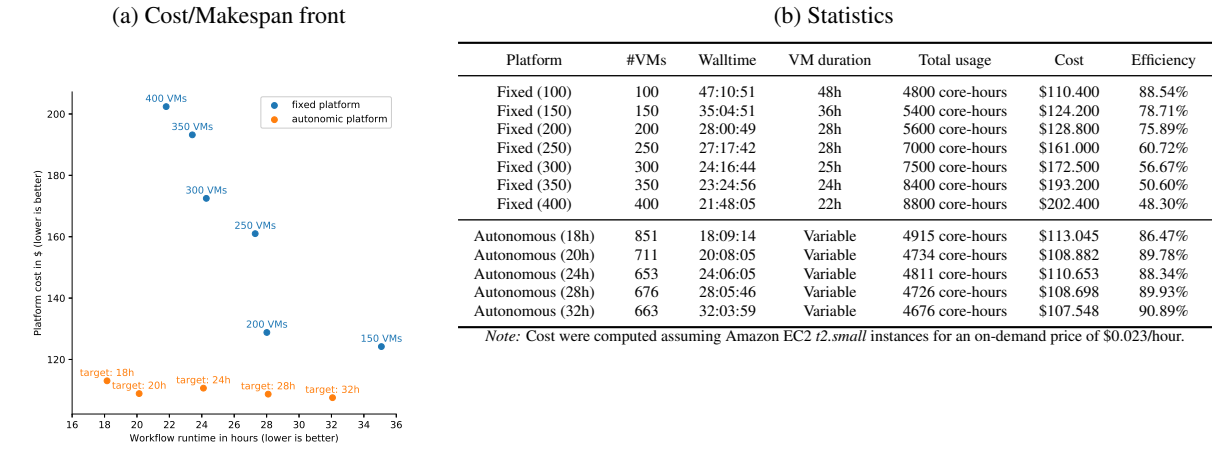 (a) Cost/Makespan front
400 VMs
350 VMs
300 VMs
250 VMs
200 VMs
150 VMs
target: 18h
target: 20h
target: 24h
target: 28h
target: 32h
fixed platform
autonomic platform
Platform cost in $ (lower is better)
200
180
160
140
120
16 18 20 22 24 26 28 30 32 34 36
Workflow runtime in hours (lower is better)
(b) Statistics
Platform #VMs Walltime VM duration Total usage Cost Efficiency
Fixed (100) 100 47:10:51 48h 4800 core-hours $110.400 88.54%
Fixed (150) 150 35:04:51 36h 5400 core-hours $124.200 78.71%
Fixed (200) 200 28:00:49 28h 5600 core-hours $128.800 75.89%
Fixed (250) 250 27:17:42 28h 7000 core-hours $161.000 60.72%
Fixed (300) 300 24:16:44 25h 7500 core-hours $172.500 56.67%
Fixed (350) 350 23:24:56 24h 8400 core-hours $193.200 50.60%
Fixed (400) 400 21:48:05 22h 8800 core-hours $202.400 48.30%
Autonomous (18h) 851 18:09:14 Variable 4915 core-hours $113.045 86.47%
Autonomous (20h) 711 20:08:05 Variable 4734 core-hours $108.882 89.78%
Autonomous (24h) 653 24:06:05 Variable 4811 core-hours $110.653 88.34%
Autonomous (28h) 676 28:05:46 Variable 4726 core-hours $108.698 89.93%
Autonomous (32h) 663 32:03:59 Variable 4676 core-hours $107.548 90.89%
Note: Cost were computed assuming Amazon EC2 t2.small instances for an on-demand price of $0.023/hour.